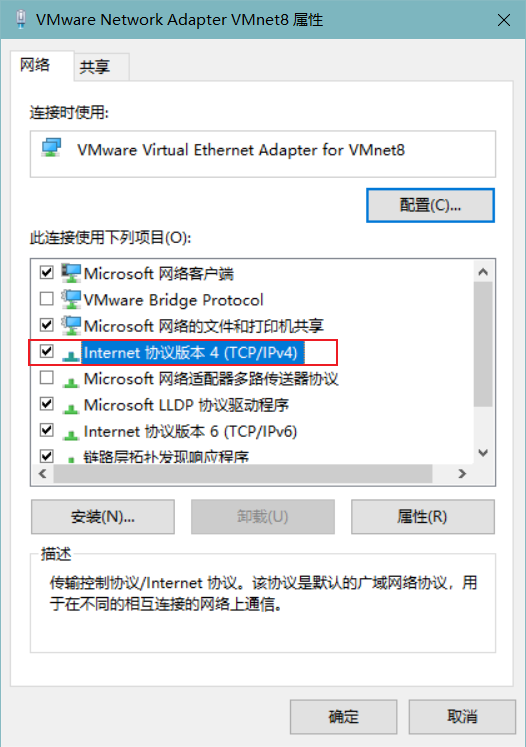 VMware Network Adapter VMnet8 属性
网络
共享
连接时使用:
VMware Virtual Ethernet Adapter for VMnet8
配置(C)...
此连接使用下列项目(O):
Microsoft 网络客户端
VMware Bridge Protocol
Microsoft 网络的文件和打印机共享
Internet 协议版本 4 (TCP/IPv4)
Microsoft 网络适配器多路传送器协议
Microsoft LLDP 协议驱动程序
Internet 协议版本 6 (TCP/IPv6)
链路层拓扑发现响应程序
安装(N)...
卸载(U)
属性(R)
描述
传输控制协议/Internet 协议。该协议是默认的广域网络协议，用
于在不同的相互连接的网络上通信。
确定
取消